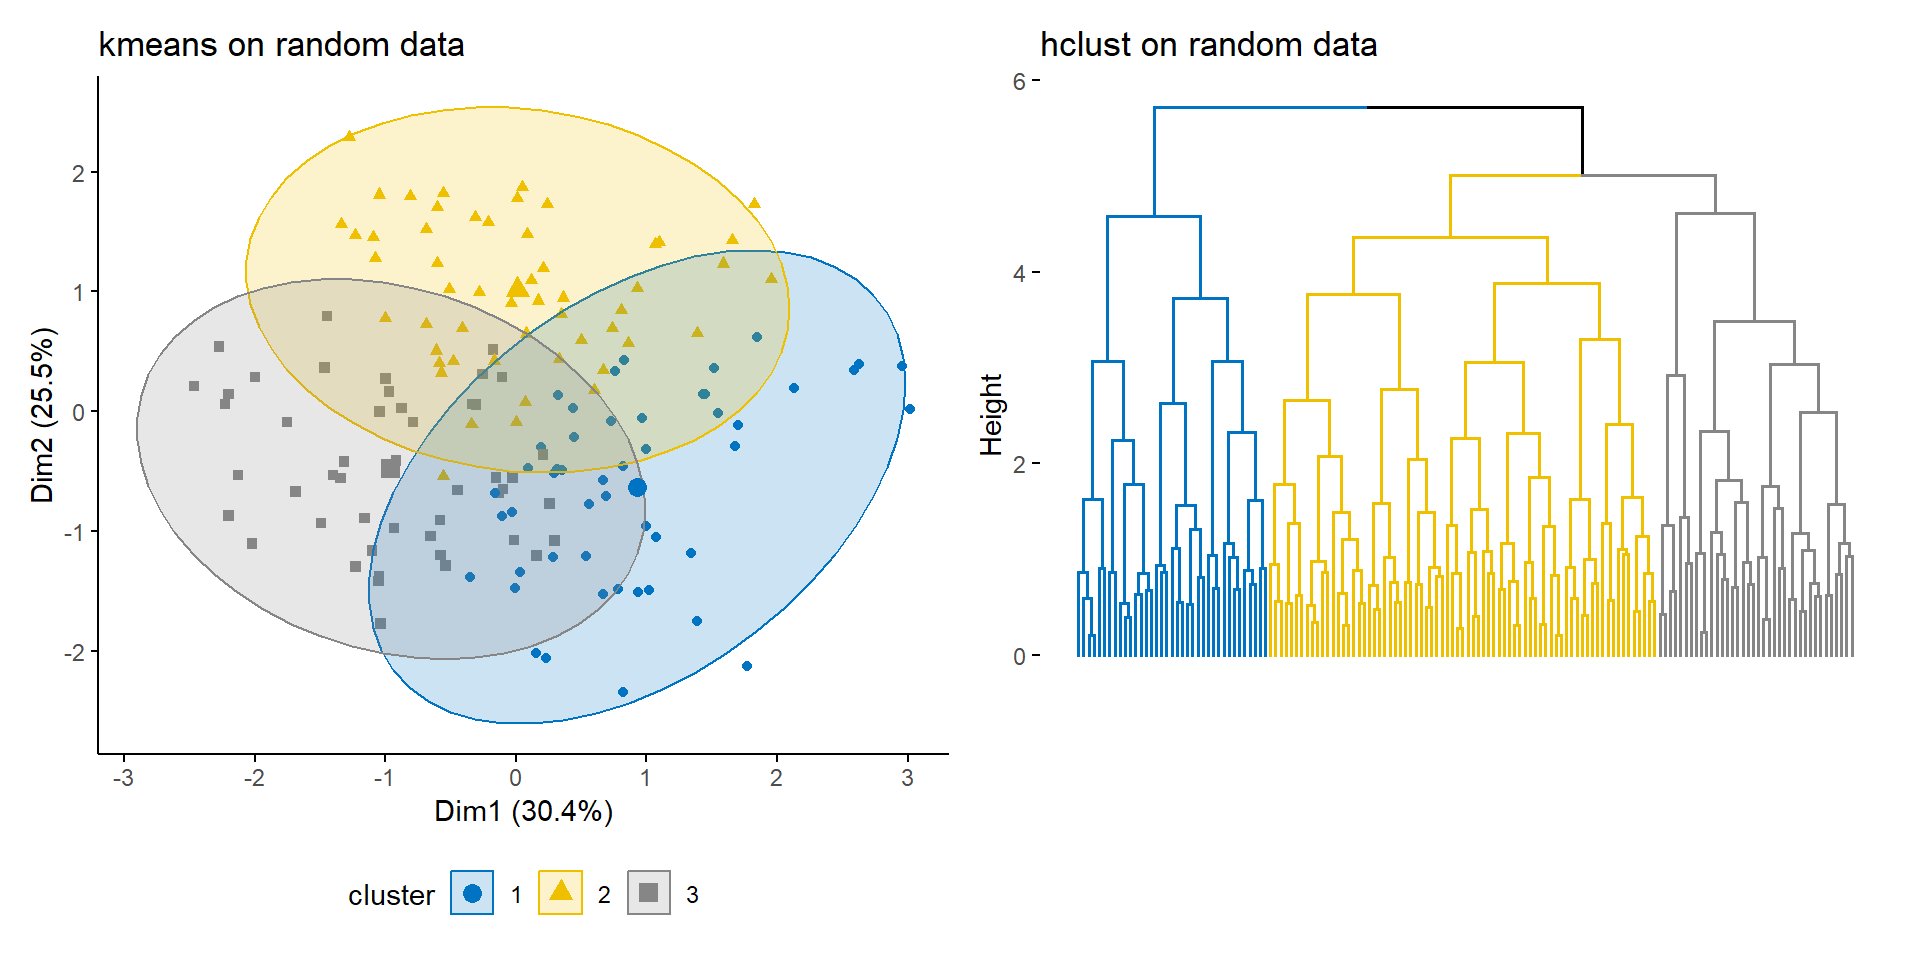 kmeans on random data
Dim2 (25.5%)
2
1
0
-1
-2
-3 -2 -1 0 1 2 3
Dim1 (30.4%)
cluster 1 2 3
hclust on random data
Height
6
4
2
0